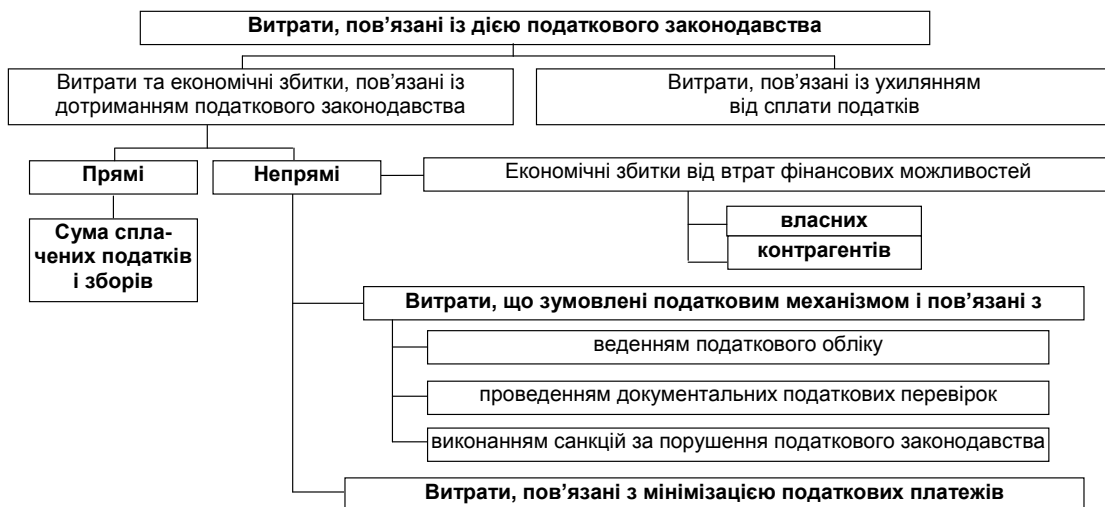 Витрати, пов’язані із дією податкового законодавства
Витрати та економічні збитки, пов’язані із
дотриманням податкового законодавства
Витрати, пов’язані із ухилянням
від сплати податків
Прямі
Непрямі
Економічні збитки від втрат фінансових можливостей
Сума спла-
чених податків
і зборів
власних
контрагентів
Витрати, що зумовлені податковим механізмом і пов’язані з
веденням податкового обліку
проведенням документальних податкових перевірок
виконанням санкцій за порушення податкового законодавства
Витрати, пов’язані з мінімізацією податкових платежів